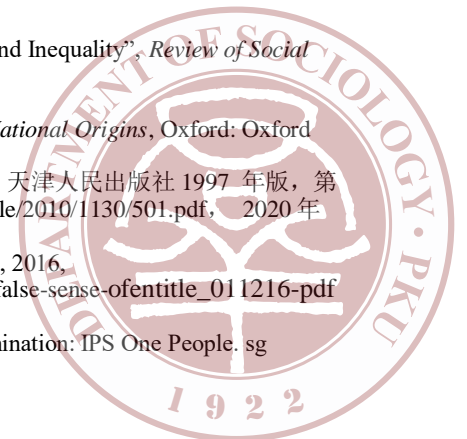 nd Inequality”, Review of Social
ational Origins, Oxford: Oxford
天津人民出版社 1997 年版，第
le/2010/1130/501.pdf， 2020 年
, 2016,
false-sense-ofentitle_011216-pdf
ination: IPS One People. sg
DEPARTMENT OF SOCIOLOGY · PKU
1922